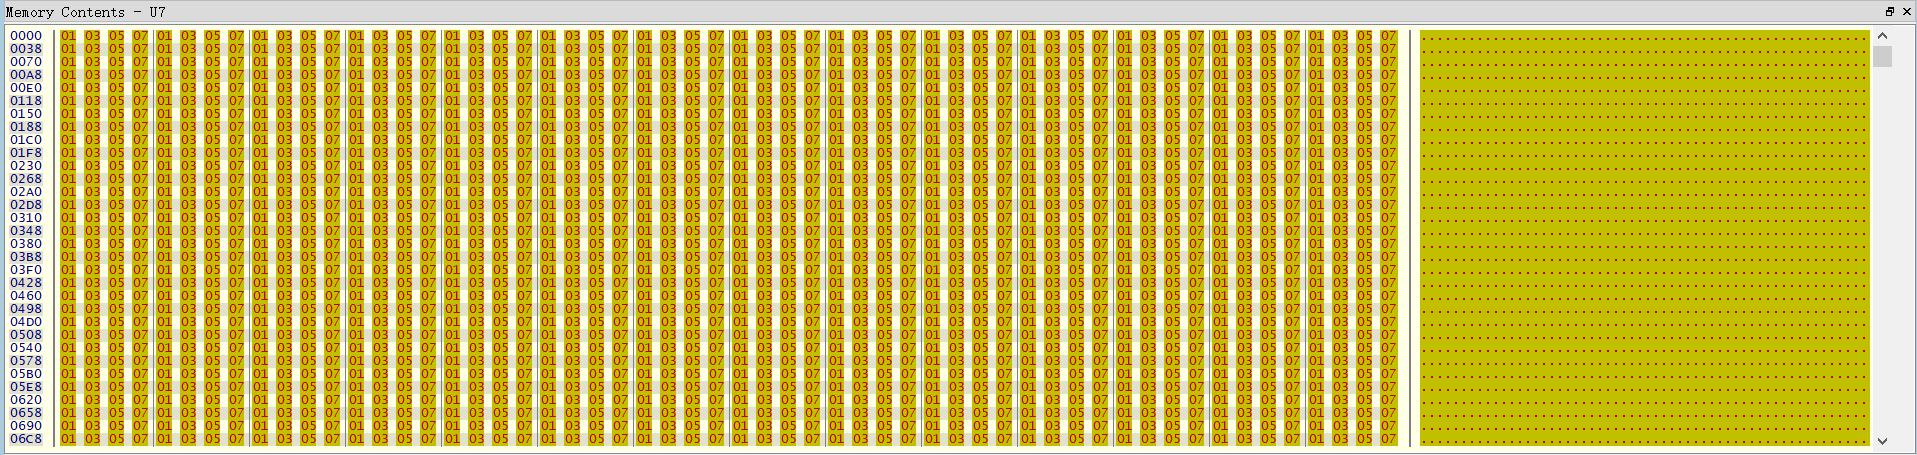 Memory Contents - U7
0000 01 03 05 07 01 03 05 07 01 03 05 07 01 03 05 07 01 03 05 07 01 03 05 07 01 03 05 07 01 03 05 07 01 03 05 07 01 03 05 07 01 03 05 07 01 03 05 07 01 03 05 07 01 03 05 07 ........................................................
0038 01 03 05 07 01 03 05 07 01 03 05 07 01 03 05 07 01 03 05 07 01 03 05 07 01 03 05 07 01 03 05 07 01 03 05 07 01 03 05 07 01 03 05 07 01 03 05 07 01 03 05 07 01 03 05 07 ........................................................
0070 01 03 05 07 01 03 05 07 01 03 05 07 01 03 05 07 01 03 05 07 01 03 05 07 01 03 05 07 01 03 05 07 01 03 05 07 01 03 05 07 01 03 05 07 01 03 05 07 01 03 05 07 01 03 05 07 ........................................................
00A8 01 03 05 07 01 03 05 07 01 03 05 07 01 03 05 07 01 03 05 07 01 03 05 07 01 03 05 07 01 03 05 07 01 03 05 07 01 03 05 07 01 03 05 07 01 03 05 07 01 03 05 07 01 03 05 07 ........................................................
00E0 01 03 05 07 01 03 05 07 01 03 05 07 01 03 05 07 01 03 05 07 01 03 05 07 01 03 05 07 01 03 05 07 01 03 05 07 01 03 05 07 01 03 05 07 01 03 05 07 01 03 05 07 01 03 05 07 ........................................................
0118 01 03 05 07 01 03 05 07 01 03 05 07 01 03 05 07 01 03 05 07 01 03 05 07 01 03 05 07 01 03 05 07 01 03 05 07 01 03 05 07 01 03 05 07 01 03 05 07 01 03 05 07 01 03 05 07 ........................................................
0150 01 03 05 07 01 03 05 07 01 03 05 07 01 03 05 07 01 03 05 07 01 03 05 07 01 03 05 07 01 03 05 07 01 03 05 07 01 03 05 07 01 03 05 07 01 03 05 07 01 03 05 07 01 03 05 07 ........................................................
0188 01 03 05 07 01 03 05 07 01 03 05 07 01 03 05 07 01 03 05 07 01 03 05 07 01 03 05 07 01 03 05 07 01 03 05 07 01 03 05 07 01 03 05 07 01 03 05 07 01 03 05 07 01 03 05 07 ........................................................
01C0 01 03 05 07 01 03 05 07 01 03 05 07 01 03 05 07 01 03 05 07 01 03 05 07 01 03 05 07 01 03 05 07 01 03 05 07 01 03 05 07 01 03 05 07 01 03 05 07 01 03 05 07 01 03 05 07 ........................................................
01F8 01 03 05 07 01 03 05 07 01 03 05 07 01 03 05 07 01 03 05 07 01 03 05 07 01 03 05 07 01 03 05 07 01 03 05 07 01 03 05 07 01 03 05 07 01 03 05 07 01 03 05 07 01 03 05 07 ........................................................
0230 01 03 05 07 01 03 05 07 01 03 05 07 01 03 05 07 01 03 05 07 01 03 05 07 01 03 05 07 01 03 05 07 01 03 05 07 01 03 05 07 01 03 05 07 01 03 05 07 01 03 05 07 01 03 05 07 ........................................................
0268 01 03 05 07 01 03 05 07 01 03 05 07 01 03 05 07 01 03 05 07 01 03 05 07 01 03 05 07 01 03 05 07 01 03 05 07 01 03 05 07 01 03 05 07 01 03 05 07 01 03 05 07 01 03 05 07 ........................................................
02A0 01 03 05 07 01 03 05 07 01 03 05 07 01 03 05 07 01 03 05 07 01 03 05 07 01 03 05 07 01 03 05 07 01 03 05 07 01 03 05 07 01 03 05 07 01 03 05 07 01 03 05 07 01 03 05 07 ........................................................
02D8 01 03 05 07 01 03 05 07 01 03 05 07 01 03 05 07 01 03 05 07 01 03 05 07 01 03 05 07 01 03 05 07 01 03 05 07 01 03 05 07 01 03 05 07 01 03 05 07 01 03 05 07 01 03 05 07 ........................................................
0310 01 03 05 07 01 03 05 07 01 03 05 07 01 03 05 07 01 03 05 07 01 03 05 07 01 03 05 07 01 03 05 07 01 03 05 07 01 03 05 07 01 03 05 07 01 03 05 07 01 03 05 07 01 03 05 07 ........................................................
0348 01 03 05 07 01 03 05 07 01 03 05 07 01 03 05 07 01 03 05 07 01 03 05 07 01 03 05 07 01 03 05 07 01 03 05 07 01 03 05 07 01 03 05 07 01 03 05 07 01 03 05 07 01 03 05 07 ........................................................
0380 01 03 05 07 01 03 05 07 01 03 05 07 01 03 05 07 01 03 05 07 01 03 05 07 01 03 05 07 01 03 05 07 01 03 05 07 01 03 05 07 01 03 05 07 01 03 05 07 01 03 05 07 01 03 05 07 ........................................................
03B8 01 03 05 07 01 03 05 07 01 03 05 07 01 03 05 07 01 03 05 07 01 03 05 07 01 03 05 07 01 03 05 07 01 03 05 07 01 03 05 07 01 03 05 07 01 03 05 07 01 03 05 07 01 03 05 07 ........................................................
03F0 01 03 05 07 01 03 05 07 01 03 05 07 01 03 05 07 01 03 05 07 01 03 05 07 01 03 05 07 01 03 05 07 01 03 05 07 01 03 05 07 01 03 05 07 01 03 05 07 01 03 05 07 01 03 05 07 ........................................................
0428 01 03 05 07 01 03 05 07 01 03 05 07 01 03 05 07 01 03 05 07 01 03 05 07 01 03 05 07 01 03 05 07 01 03 05 07 01 03 05 07 01 03 05 07 01 03 05 07 01 03 05 07 01 03 05 07 ........................................................
0460 01 03 05 07 01 03 05 07 01 03 05 07 01 03 05 07 01 03 05 07 01 03 05 07 01 03 05 07 01 03 05 07 01 03 05 07 01 03 05 07 01 03 05 07 01 03 05 07 01 03 05 07 01 03 05 07 ........................................................
0498 01 03 05 07 01 03 05 07 01 03 05 07 01 03 05 07 01 03 05 07 01 03 05 07 01 03 05 07 01 03 05 07 01 03 05 07 01 03 05 07 01 03 05 07 01 03 05 07 01 03 05 07 01 03 05 07 ........................................................
04D0 01 03 05 07 01 03 05 07 01 03 05 07 01 03 05 07 01 03 05 07 01 03 05 07 01 03 05 07 01 03 05 07 01 03 05 07 01 03 05 07 01 03 05 07 01 03 05 07 01 03 05 07 01 03 05 07 ........................................................
0508 01 03 05 07 01 03 05 07 01 03 05 07 01 03 05 07 01 03 05 07 01 03 05 07 01 03 05 07 01 03 05 07 01 03 05 07 01 03 05 07 01 03 05 07 01 03 05 07 01 03 05 07 01 03 05 07 ........................................................
0540 01 03 05 07 01 03 05 07 01 03 05 07 01 03 05 07 01 03 05 07 01 03 05 07 01 03 05 07 01 03 05 07 01 03 05 07 01 03 05 07 01 03 05 07 01 03 05 07 01 03 05 07 01 03 05 07 ........................................................
0578 01 03 05 07 01 03 05 07 01 03 05 07 01 03 05 07 01 03 05 07 01 03 05 07 01 03 05 07 01 03 05 07 01 03 05 07 01 03 05 07 01 03 05 07 01 03 05 07 01 03 05 07 01 03 05 07 ........................................................
05B0 01 03 05 07 01 03 05 07 01 03 05 07 01 03 05 07 01 03 05 07 01 03 05 07 01 03 05 07 01 03 05 07 01 03 05 07 01 03 05 07 01 03 05 07 01 03 05 07 01 03 05 07 01 03 05 07 ........................................................
05E8 01 03 05 07 01 03 05 07 01 03 05 07 01 03 05 07 01 03 05 07 01 03 05 07 01 03 05 07 01 03 05 07 01 03 05 07 01 03 05 07 01 03 05 07 01 03 05 07 01 03 05 07 01 03 05 07 ........................................................
0620 01 03 05 07 01 03 05 07 01 03 05 07 01 03 05 07 01 03 05 07 01 03 05 07 01 03 05 07 01 03 05 07 01 03 05 07 01 03 05 07 01 03 05 07 01 03 05 07 01 03 05 07 01 03 05 07 ........................................................
0658 01 03 05 07 01 03 05 07 01 03 05 07 01 03 05 07 01 03 05 07 01 03 05 07 01 03 05 07 01 03 05 07 01 03 05 07 01 03 05 07 01 03 05 07 01 03 05 07 01 03 05 07 01 03 05 07 ........................................................
0690 01 03 05 07 01 03 05 07 01 03 05 07 01 03 05 07 01 03 05 07 01 03 05 07 01 03 05 07 01 03 05 07 01 03 05 07 01 03 05 07 01 03 05 07 01 03 05 07 01 03 05 07 01 03 05 07 ........................................................
06C8 01 03 05 07 01 03 05 07 01 03 05 07 01 03 05 07 01 03 05 07 01 03 05 07 01 03 05 07 01 03 05 07 01 03 05 07 01 03 05 07 01 03 05 07 01 03 05 07 01 03 05 07 01 03 05 07 ........................................................